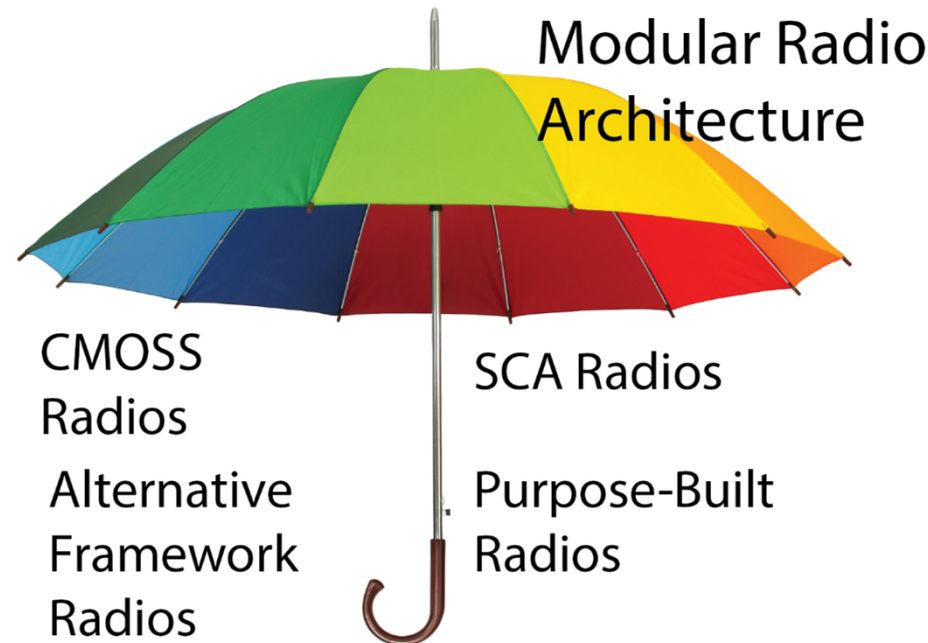 Modular Radio
Architecture
CMOSS
Radios
SCA Radios
Alternative
Framework
Radios
Purpose-Built
Radios